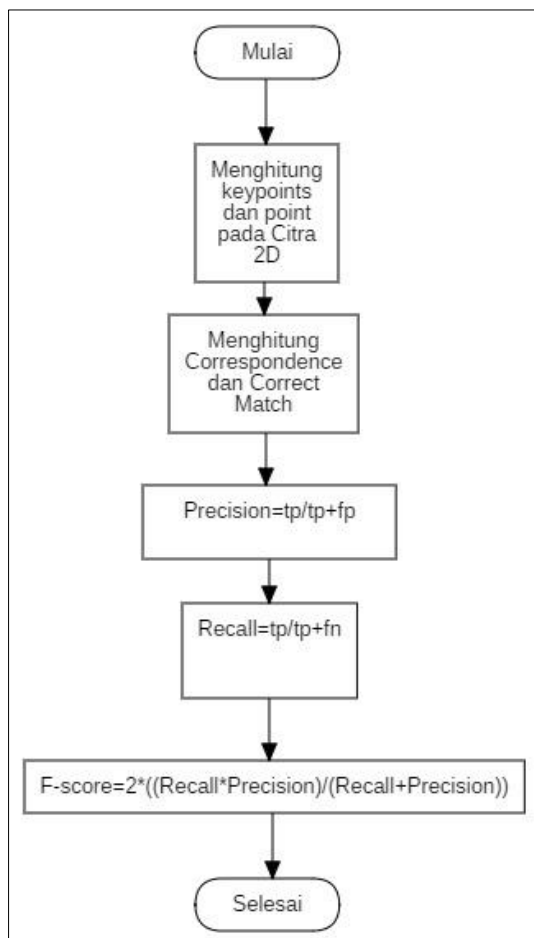 Mulai
Menghitung
keypoints
dan point
pada Citra
2D
Menghitung
Correspondence
dan Correct
Match
Precision=tp/tp+fp
Recall=tp/tp+fn
F-score=2*((Recall*Precision)/(Recall+Precision))
Selesai